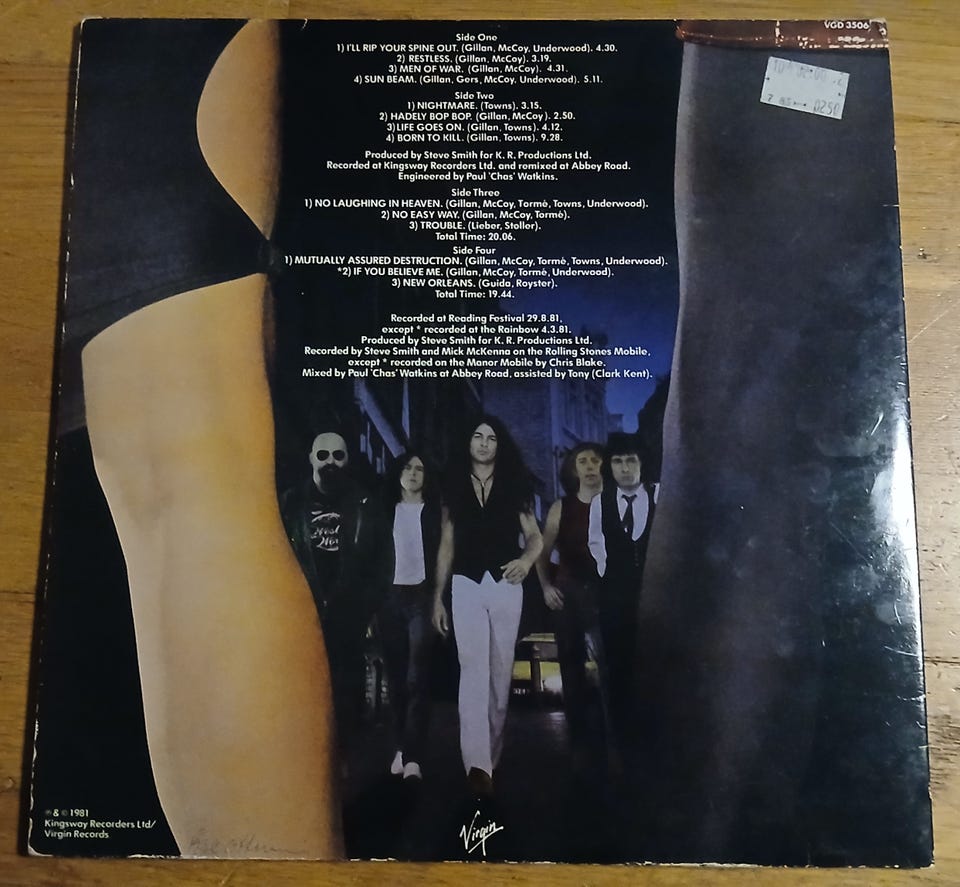 VGD 3506
Side One
1) I'LL RIP YOUR SPINE OUT. (Gillan, McCoy, Underwood). 4.30.
2) RESTLESS. (Gillan, McCoy). 3.19.
3) MEN OF WAR. (Gillan, McCoy). 4.31.
4) SUN BEAM. (Gillan, Gers, McCoy, Underwood). 5.11.
Side Two
1) NIGHTMARE. (Towns). 3.15.
2) HADELY BOP BOP. (Gillan, McCoy). 2.50.
3) LIFE GOES ON. (Gillan, Towns). 4.12.
4) BORN TO KILL. (Gillan, Towns). 9.28.
Produced by Steve Smith for K. R. Productions Ltd.
Recorded at Kingsway Recorders Ltd. and remixed at Abbey Road.
Engineered by Paul 'Chas' Watkins.
Side Three
1) NO LAUGHING IN HEAVEN. (Gillan, McCoy, Tormé, Towns, Underwood).
2) NO EASY WAY. (Gillan, McCoy, Tormé).
3) TROUBLE. (Lieber, Stoller).
Total Time: 20.06.
Side Four
1) MUTUALLY ASSURED DESTRUCTION. (Gillan, McCoy, Tormé, Towns, Underwood).
*2) IF YOU BELIEVE ME. (Gillan, McCoy, Tormé, Underwood).
3) NEW ORLEANS. (Guida, Royster).
Total Time: 19.44.
Recorded at Reading Festival 29.8.81,
except * recorded at the Rainbow 4.3.81.
Produced by Steve Smith for K. R. Productions Ltd.
Recorded by Steve Smith and Mick McKenna on the Rolling Stones Mobile,
except * recorded on the Manor Mobile by Chris Blake.
Mixed by Paul 'Chas' Watkins at Abbey Road, assisted by Tony (Clark Kent).
℗ & © 1981
Kingsway Recorders Ltd/
Virgin Records
Virgin